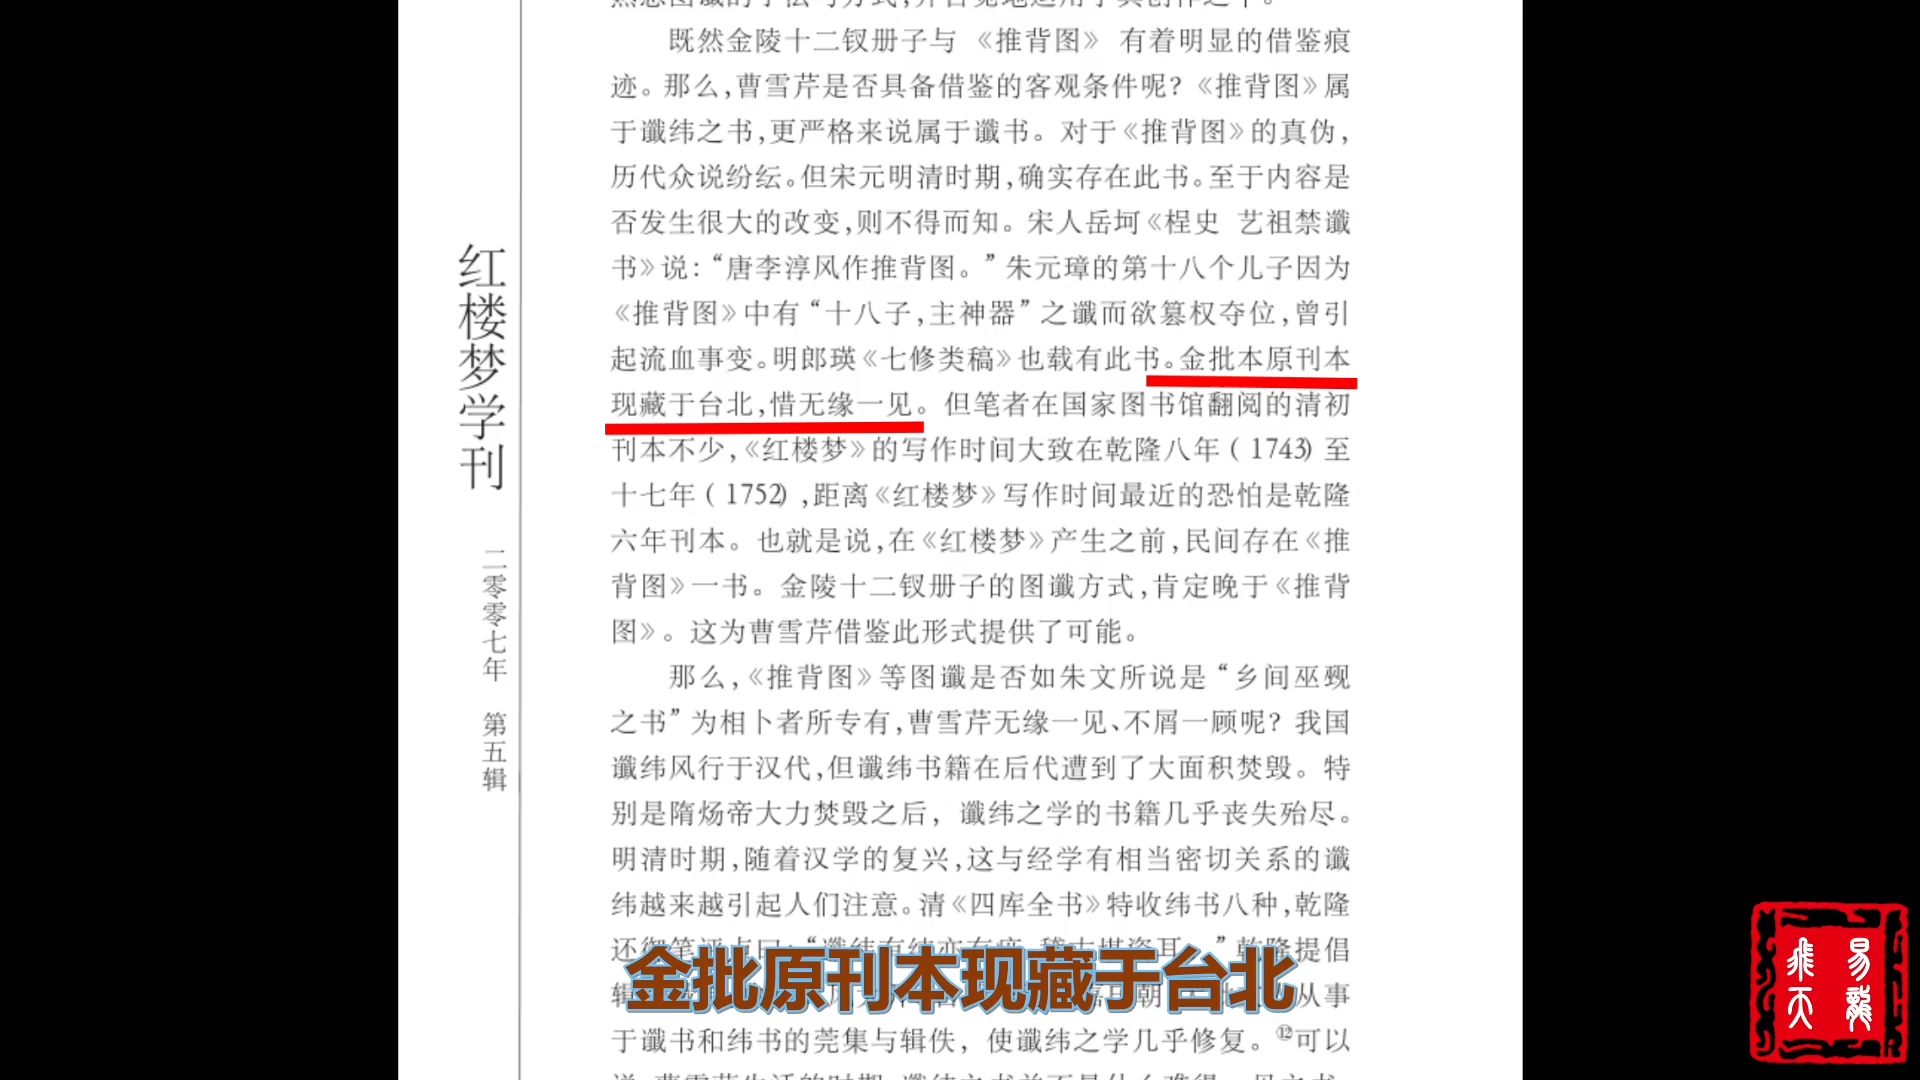 既然金陵十二钗册子与《推背图》有着明显的借鉴痕
迹。那么,曹雪芹是否具备借鉴的客观条件呢?《推背图》属
于谶纬之书,更严格来说属于谶书。对于《推背图》的真伪,
历代众说纷纭。但宋元明清时期,确实存在此书。至于内容是
否发生很大的改变,则不得而知。宋人岳坷《桯史 艺祖禁谶
书》说:“唐李淳风作推背图。”朱元璋的第十八个儿子因为
《推背图》中有“十八子,主神器”之谶而欲篡权夺位,曾引
起流血事变。明郎瑛《七修类稿》也载有此书。金批本原刊本
现藏于台北,惜无缘一见。但笔者在国家图书馆翻阅的清初
刊本不少,《红楼梦》的写作时间大致在乾隆八年(1743)至
十七年(1752),距离《红楼梦》写作时间最近的恐怕是乾隆
六年刊本。也就是说,在《红楼梦》产生之前,民间存在《推
背图》一书。金陵十二钗册子的图谶方式,肯定晚于《推背
图》。这为曹雪芹借鉴此形式提供了可能。
那么,《推背图》等图谶是否如朱文所说是“乡间巫觋
之书”为相卜者所专有,曹雪芹无缘一见、不屑一顾呢?我国
谶纬风行于汉代,但谶纬书籍在后代遭到了大面积焚毁。特
别是隋炀帝大力焚毁之后,谶纬之学的书籍几乎丧失殆尽。
明清时期,随着汉学的复兴,这与经学有相当密切关系的谶
纬越来越引起人们注意。清《四库全书》特收纬书八种,乾隆
”乾隆提倡
从事
于谶书和纬书的莞集与辑佚,使谶纬之学几乎修复。⑫可以
红楼梦学刊
二零零七年 第五辑
金批原刊本现藏于台北
易龍
飛天